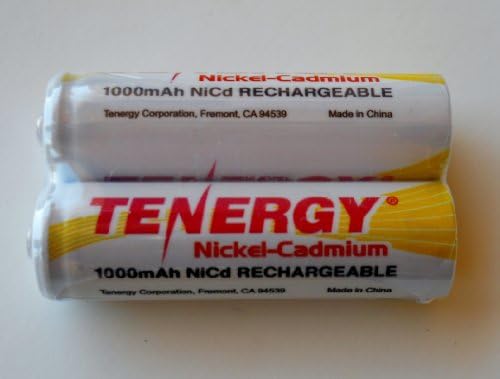 Nickel-Cadmium
1000mAh NiCd RECHARGEABLE
Tenergy Corporation, Fremont, CA 94539 Made in China
TENERGY®
Nickel-Cadmium
1000mAh NiCd RECHARGEABLE
Tenergy Corporation, Fremont, CA 94539 Made in China